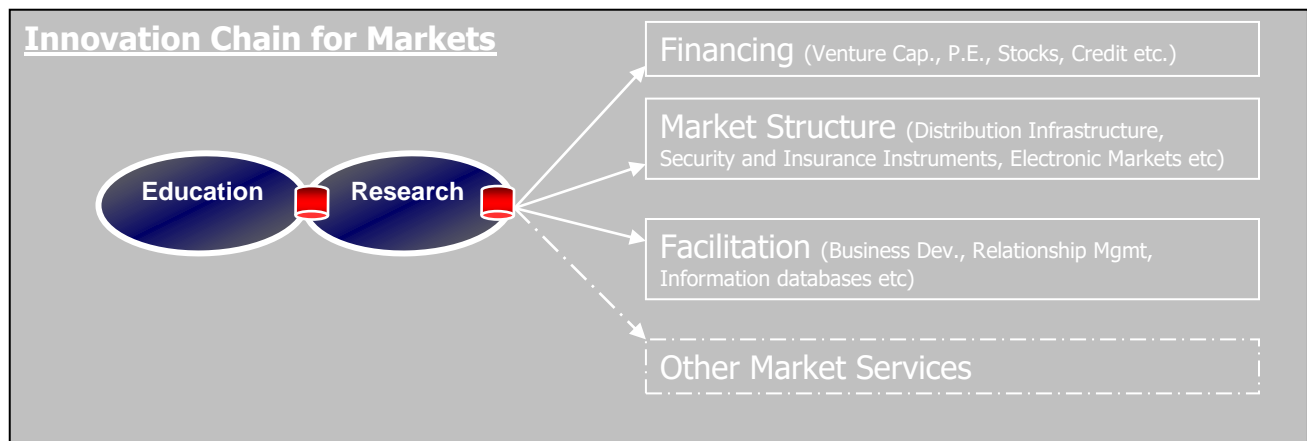 Innovation Chain for Markets
Financing (Venture Cap., P.E., Stocks, Credit etc.)
Market Structure (Distribution Infrastructure,
Security and Insurance Instruments, Electronic Markets etc)
Education
Research
Facilitation (Business Dev., Relationship Mgmt,
Information databases etc)
Other Market Services